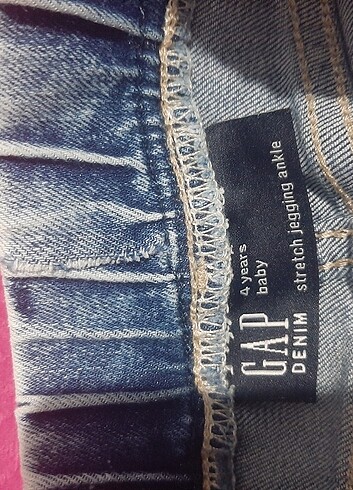 4 years
baby
GAP
DENIM
stretch jegging ankle